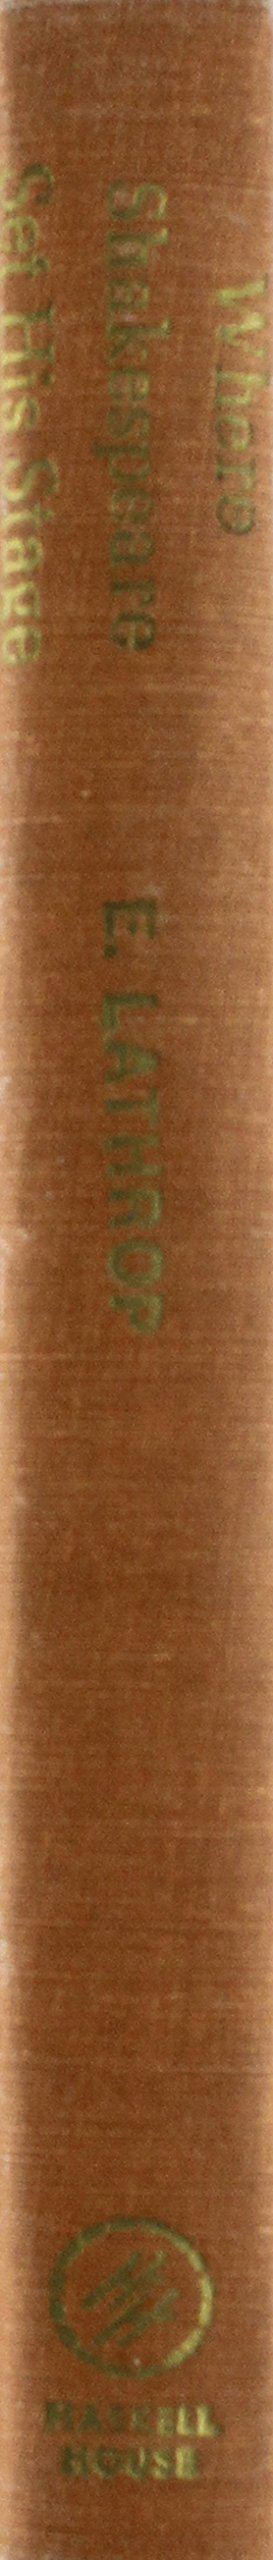 Where
Shakespeare
Set His Stage
E. LATHROP
HASKELL
HOUSE